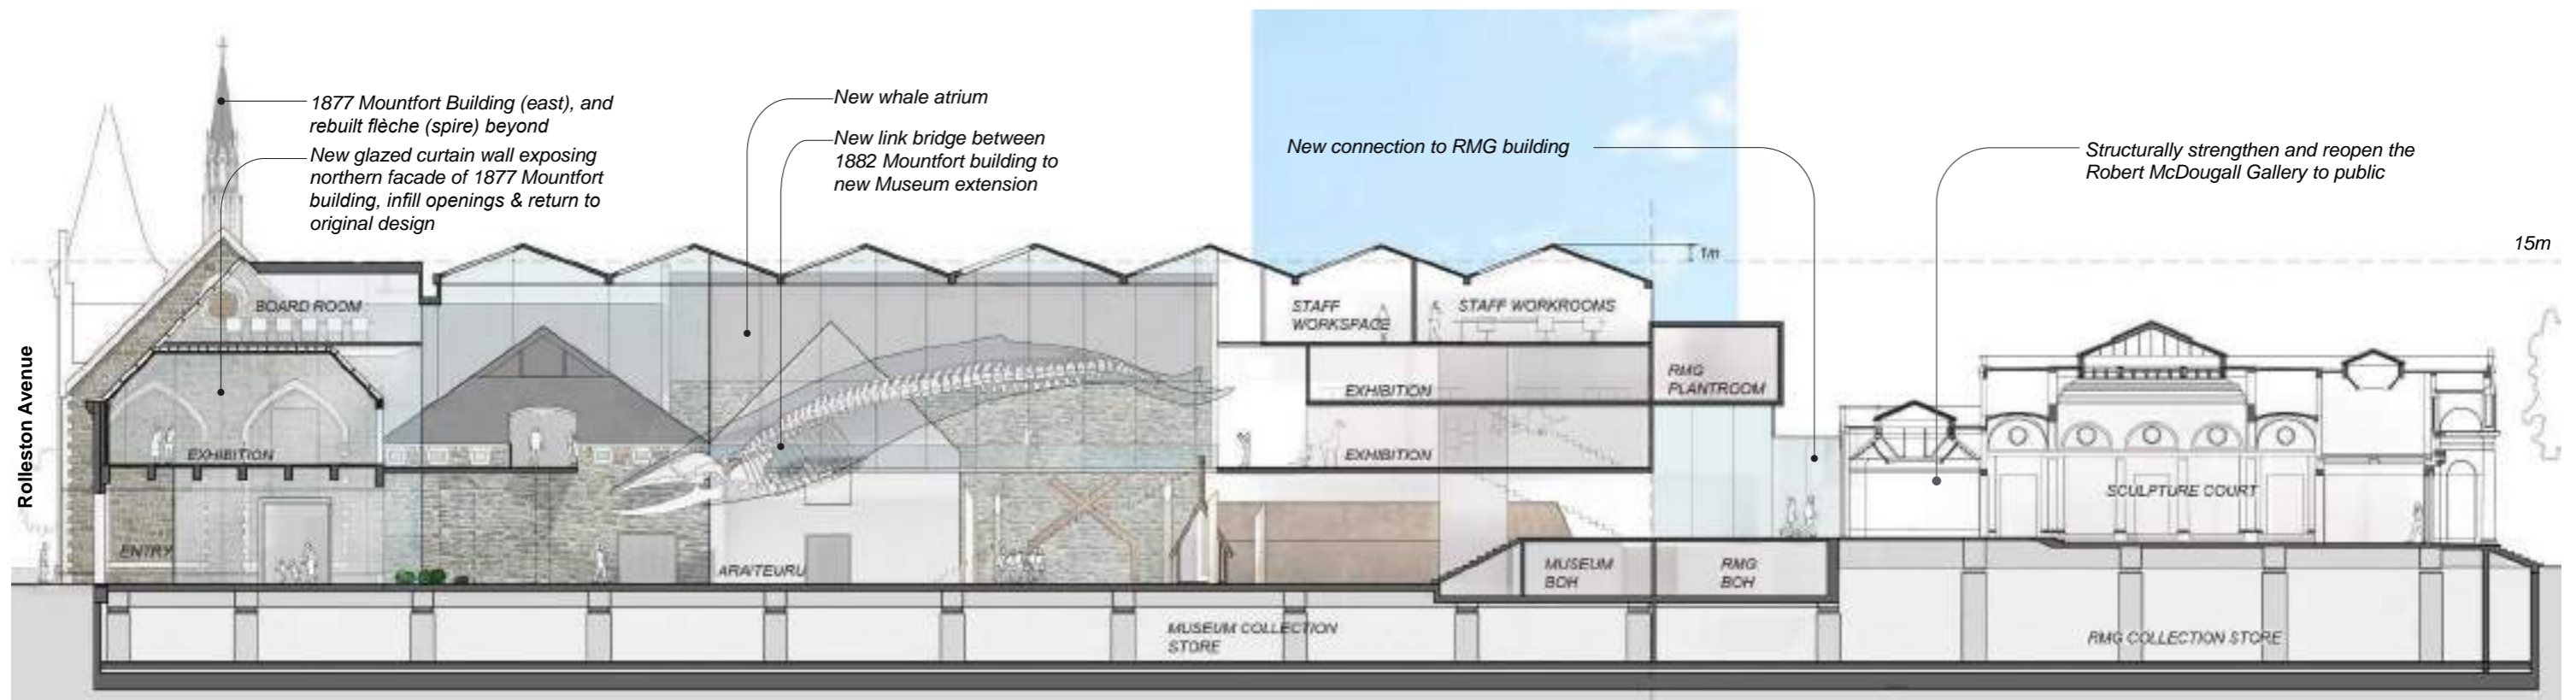 1877 Mountfort Building (east), and
rebuilt flèche (spire) beyond
New glazed curtain wall exposing
northern facade of 1877 Mountfort
building, infill openings & return to
original design
New whale atrium
New link bridge between
1882 Mountfort building to
new Museum extension
New connection to RMG building
Structurally strengthen and reopen the
Robert McDougall Gallery to public
15m
1m
Rolleston Avenue
BOARD ROOM
STAFF
WORKSPACE
STAFF WORKROOMS
EXHIBITION
RMG
PLANTROOM
EXHIBITION
EXHIBITION
SCULPTURE COURT
ENTRY
ARAITEURU
MUSEUM
BOH
RMG
BOH
MUSEUM COLLECTION
STORE
RMG COLLECTION STORE